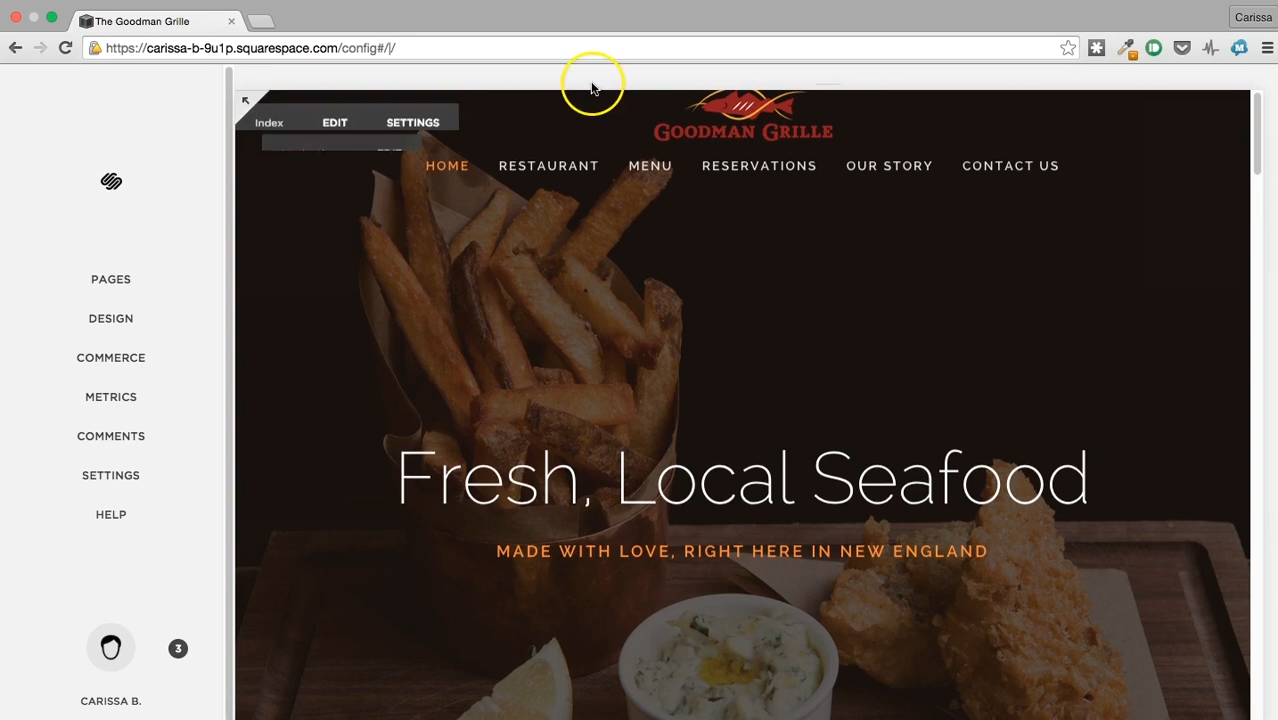 The Goodman Grille
Carissa
https://carissa-b-9u1p.squarespace.com/config#/|/
Index EDIT SETTINGS
GOODMAN GRILLE
HOME RESTAURANT MENU RESERVATIONS OUR STORY CONTACT US
PAGES
DESIGN
COMMERCE
METRICS
COMMENTS
SETTINGS
HELP
Fresh, Local Seafood
MADE WITH LOVE, RIGHT HERE IN NEW ENGLAND
3
CARISSA B.